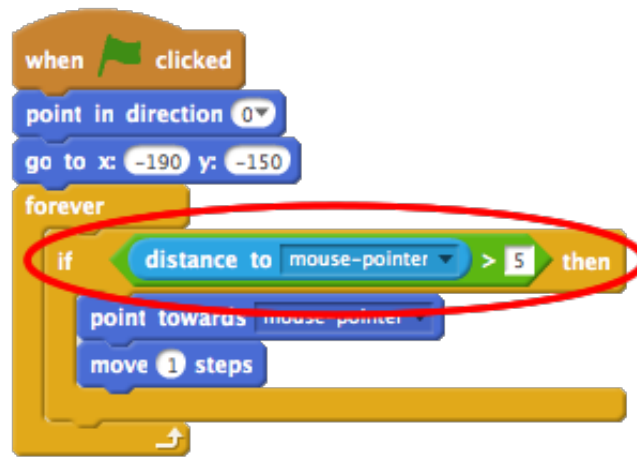 when clicked
point in direction 0
go to x: -190 y: -150
forever
if distance to mouse-pointer > 5 then
point towards mouse-pointer
move 1 steps